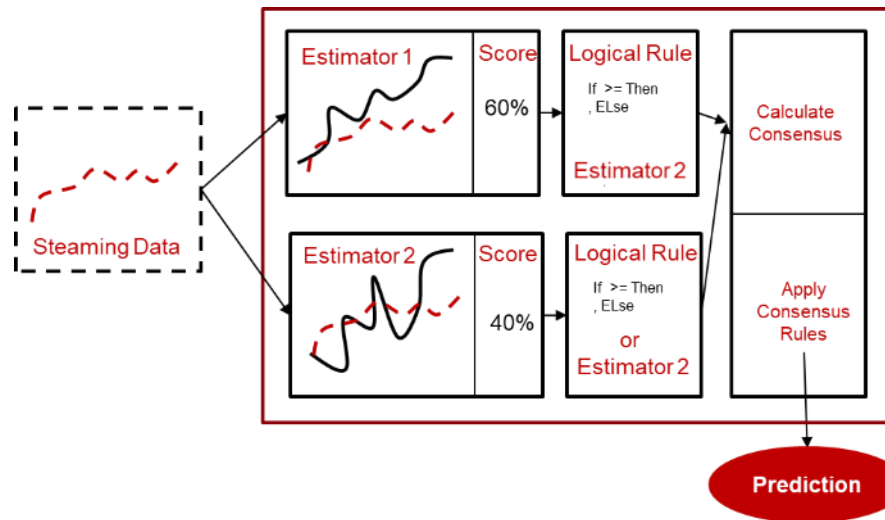 Steaming Data
Estimator 1
Score
60%
Logical Rule
If >= Then
, ELse
Estimator 2
Estimator 2
Score
40%
Logical Rule
If >= Then
, ELse
or
Estimator 2
Calculate
Consensus
Apply
Consensus
Rules
Prediction